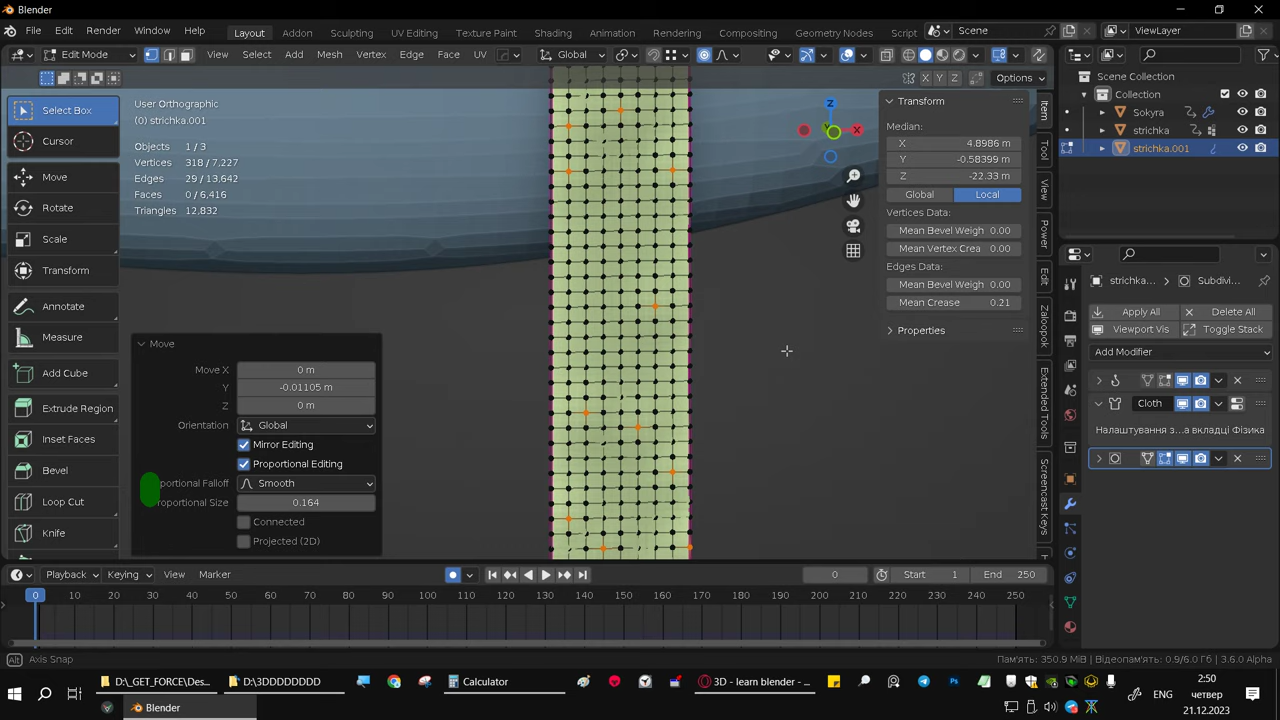 Blender
File Edit Render Window Help Layout Addon Sculpting UV Editing Texture Paint Shading Animation Rendering Compositing Geometry Nodes Script Scene ViewLayer
Edit Mode View Select Add Mesh Vertex Edge Face UV Global
X Y Z Options
Select Box
Cursor
Move
Rotate
Scale
Transform
Annotate
Measure
Add Cube
Extrude Region
Inset Faces
Bevel
Loop Cut
Knife
User Orthographic
(0) strichka.001
Objects 1 / 3
Vertices 318 / 7,227
Edges 29 / 13,642
Faces 0 / 6,416
Triangles 12,832
Move
Move X 0 m
Y -0.01105 m
Z 0 m
Orientation Global
Mirror Editing
Proportional Editing
oportional Falloff Smooth
roportional Size 0.164
Connected
Projected (2D)
Z
X
Y
Transform
Median:
X 4.8986 m
Y -0.58399 m
Z -22.33 m
Global Local
Vertices Data:
Mean Bevel Weigh 0.00
Mean Vertex Crea 0.00
Edges Data:
Mean Bevel Weigh 0.00
Mean Crease 0.21
Properties
Item
Tool
View
Power
Edit
Zaloopok
Extended Tools
Screencast Keys
Scene Collection
Collection
Sokyra
strichka
strichka.001
strichka... Subdivi...
Apply All Delete All
Viewport Vis Toggle Stack
Add Modifier
Cloth
Налаштування з...а вкладці Фізика
Playback Keying View Marker 0 Start 1 End 250
0 10 20 30 40 50 60 70 80 90 100 110 120 130 140 150 160 170 180 190 200 210 220 230 240 250
Alt Axis Snap Пам'ять: 350.9 MiB | Відеопам'ять: 0.9/6.0 Гб | 3.6.0 Alpha
D:\_GET_FORCE\Des... D:\3DDDDDDDD Calculator 3D - learn blender - ...
Blender
ENG
2:50
четвер
21.12.2023